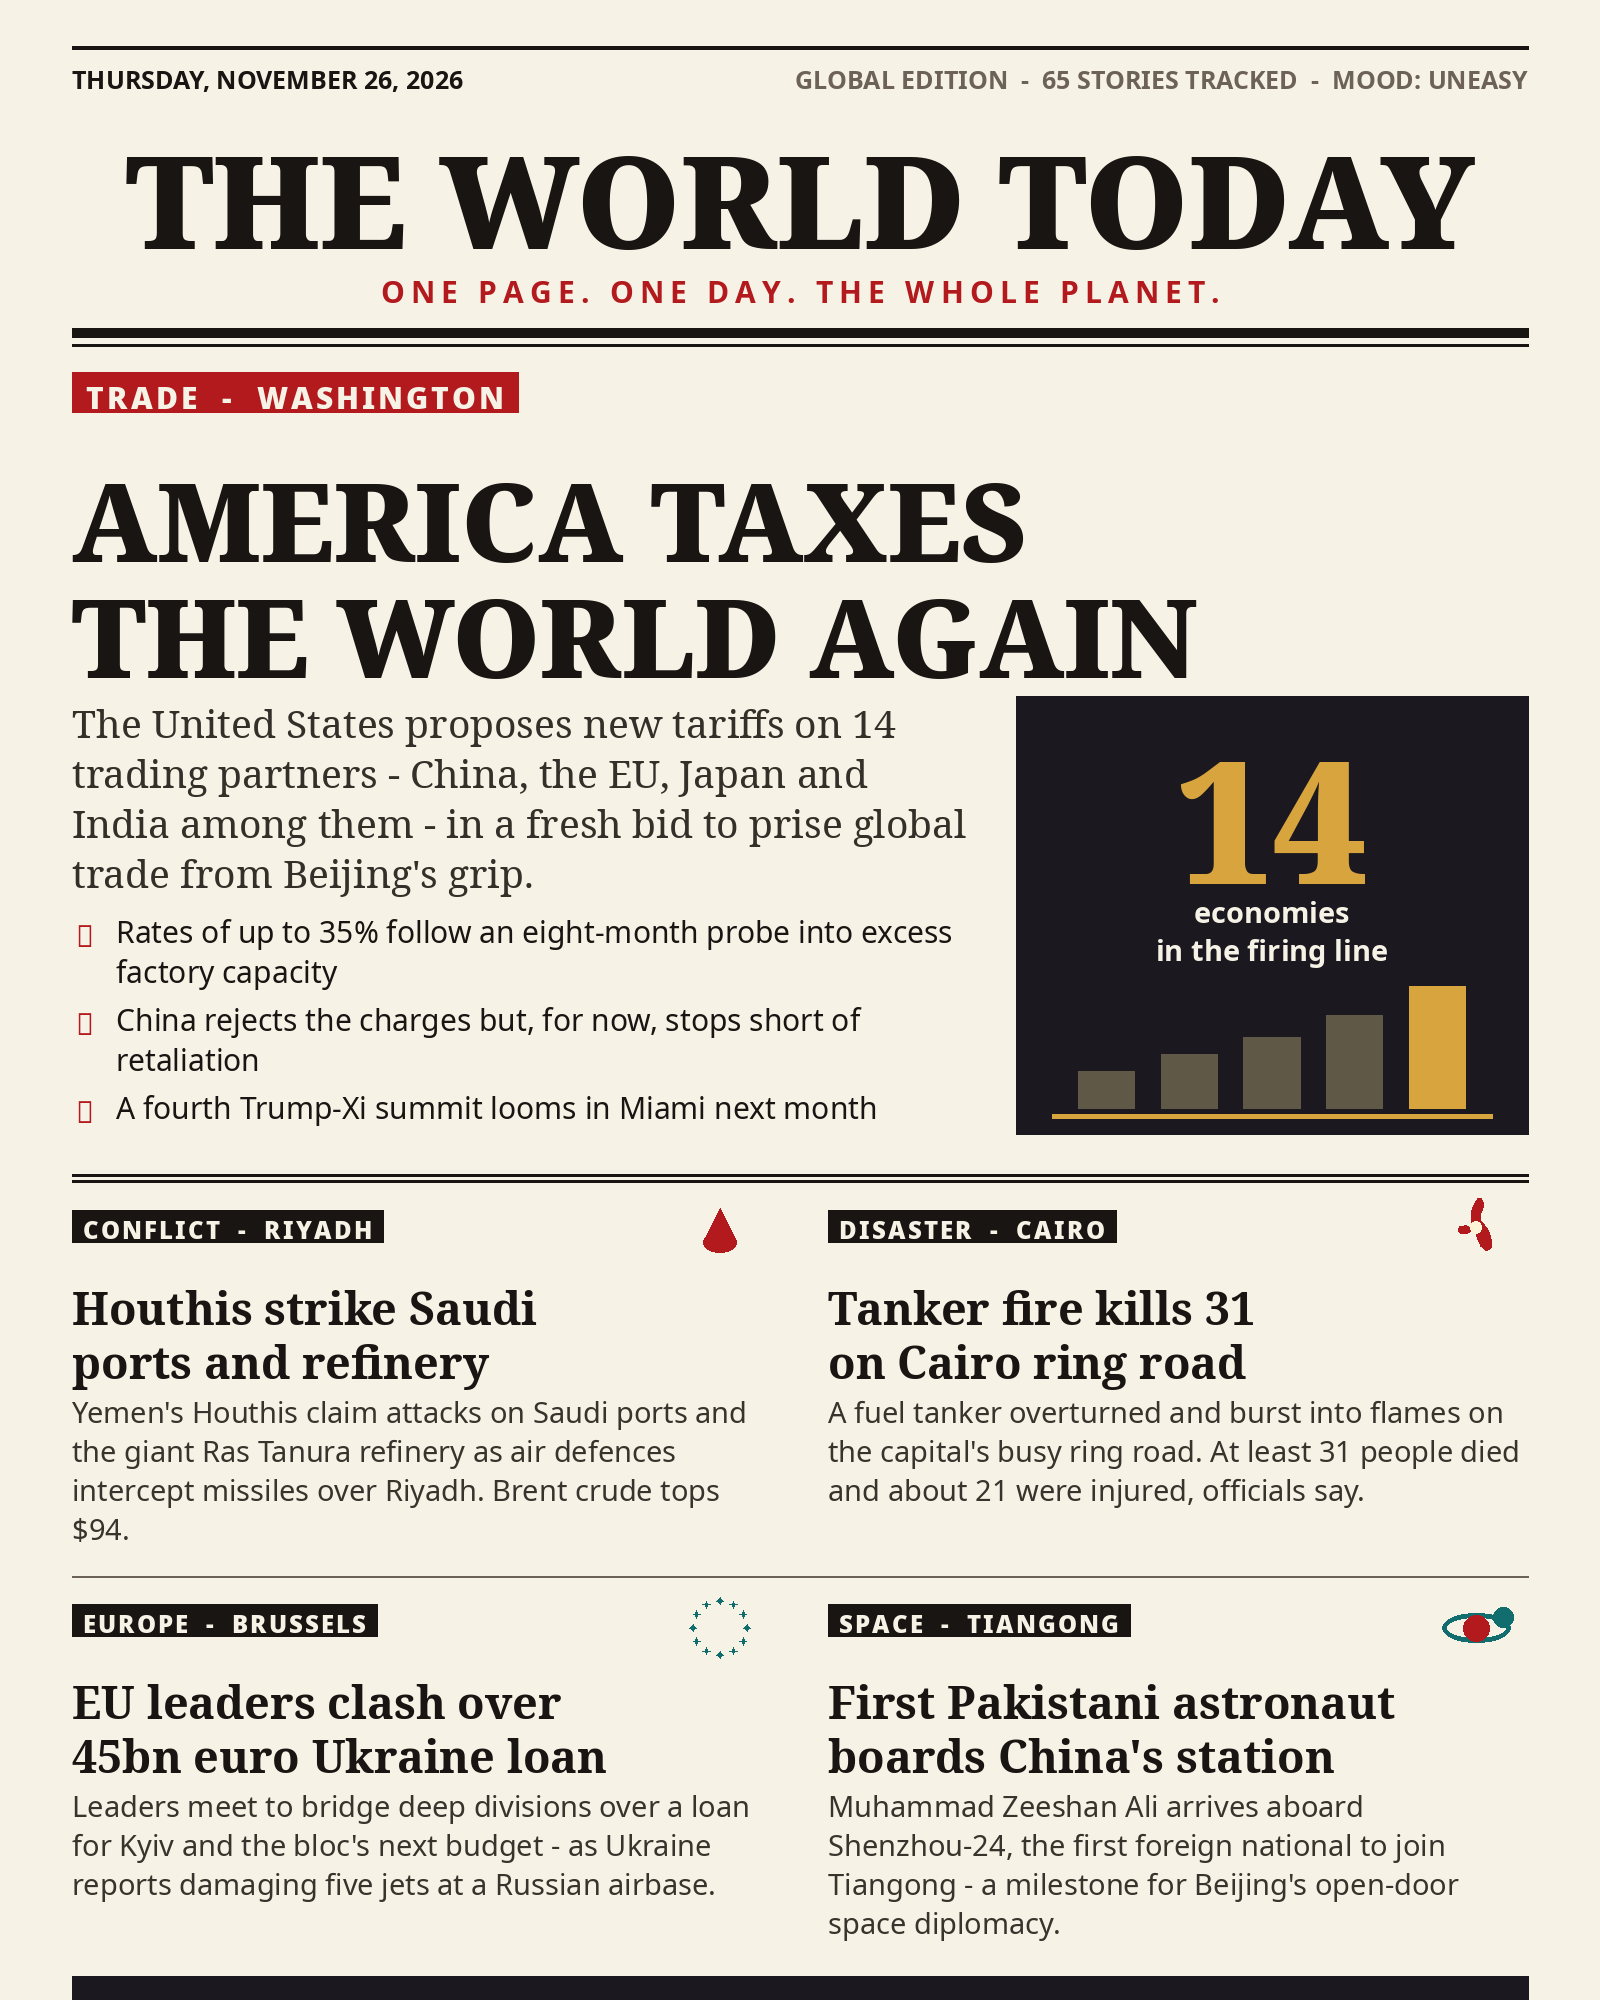 THURSDAY, NOVEMBER 26, 2026
GLOBAL EDITION - 65 STORIES TRACKED - MOOD: UNEASY
THE WORLD TODAY
ONE PAGE. ONE DAY. THE WHOLE PLANET.
TRADE - WASHINGTON
AMERICA TAXES
THE WORLD AGAIN
The United States proposes new tariffs on 14
trading partners - China, the EU, Japan and
India among them - in a fresh bid to prise global
trade from Beijing's grip.
Rates of up to 35% follow an eight-month probe into excess
factory capacity
China rejects the charges but, for now, stops short of
retaliation
A fourth Trump-Xi summit looms in Miami next month
14
economies
in the firing line
CONFLICT - RIYADH
Houthis strike Saudi
ports and refinery
Yemen's Houthis claim attacks on Saudi ports and
the giant Ras Tanura refinery as air defences
intercept missiles over Riyadh. Brent crude tops
$94.
DISASTER - CAIRO
Tanker fire kills 31
on Cairo ring road
A fuel tanker overturned and burst into flames on
the capital's busy ring road. At least 31 people died
and about 21 were injured, officials say.
EUROPE - BRUSSELS
EU leaders clash over
45bn euro Ukraine loan
Leaders meet to bridge deep divisions over a loan
for Kyiv and the bloc's next budget - as Ukraine
reports damaging five jets at a Russian airbase.
SPACE - TIANGONG
First Pakistani astronaut
boards China's station
Muhammad Zeeshan Ali arrives aboard
Shenzhou-24, the first foreign national to join
Tiangong - a milestone for Beijing's open-door
space diplomacy.